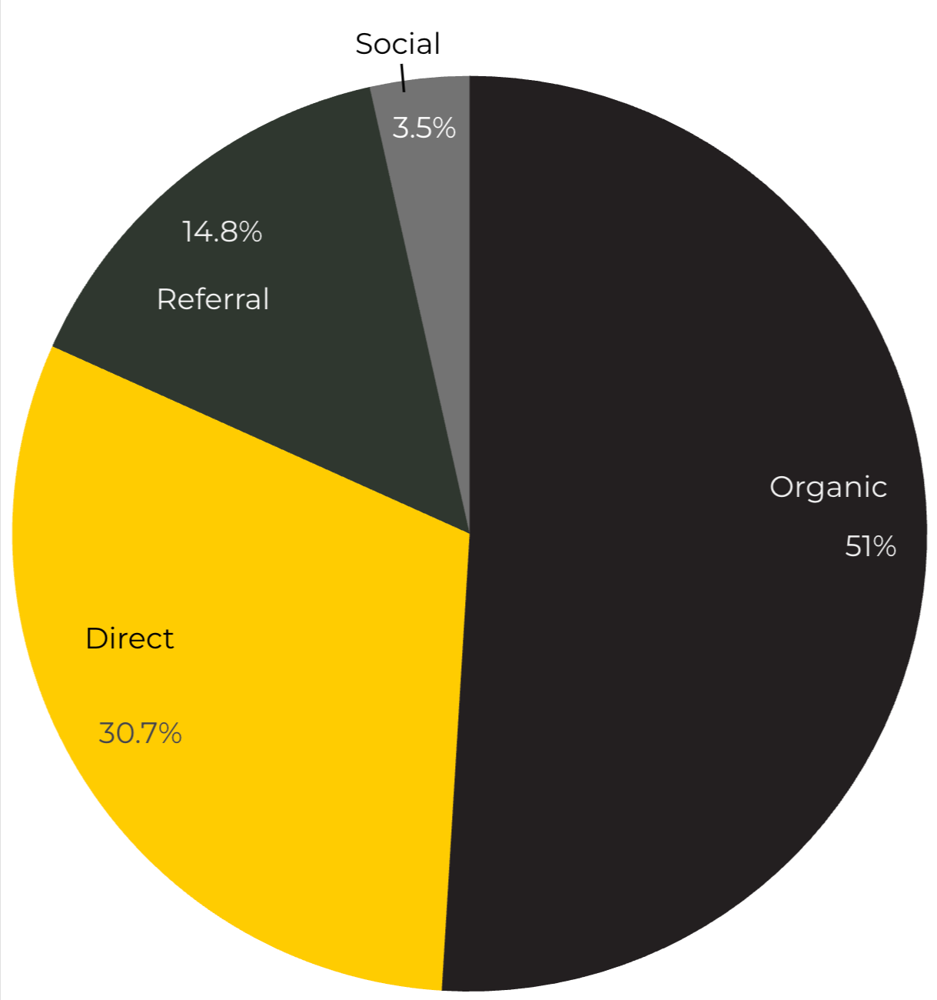 Social
3.5%
14.8%
Referral
Organic
51%
Direct
30.7%